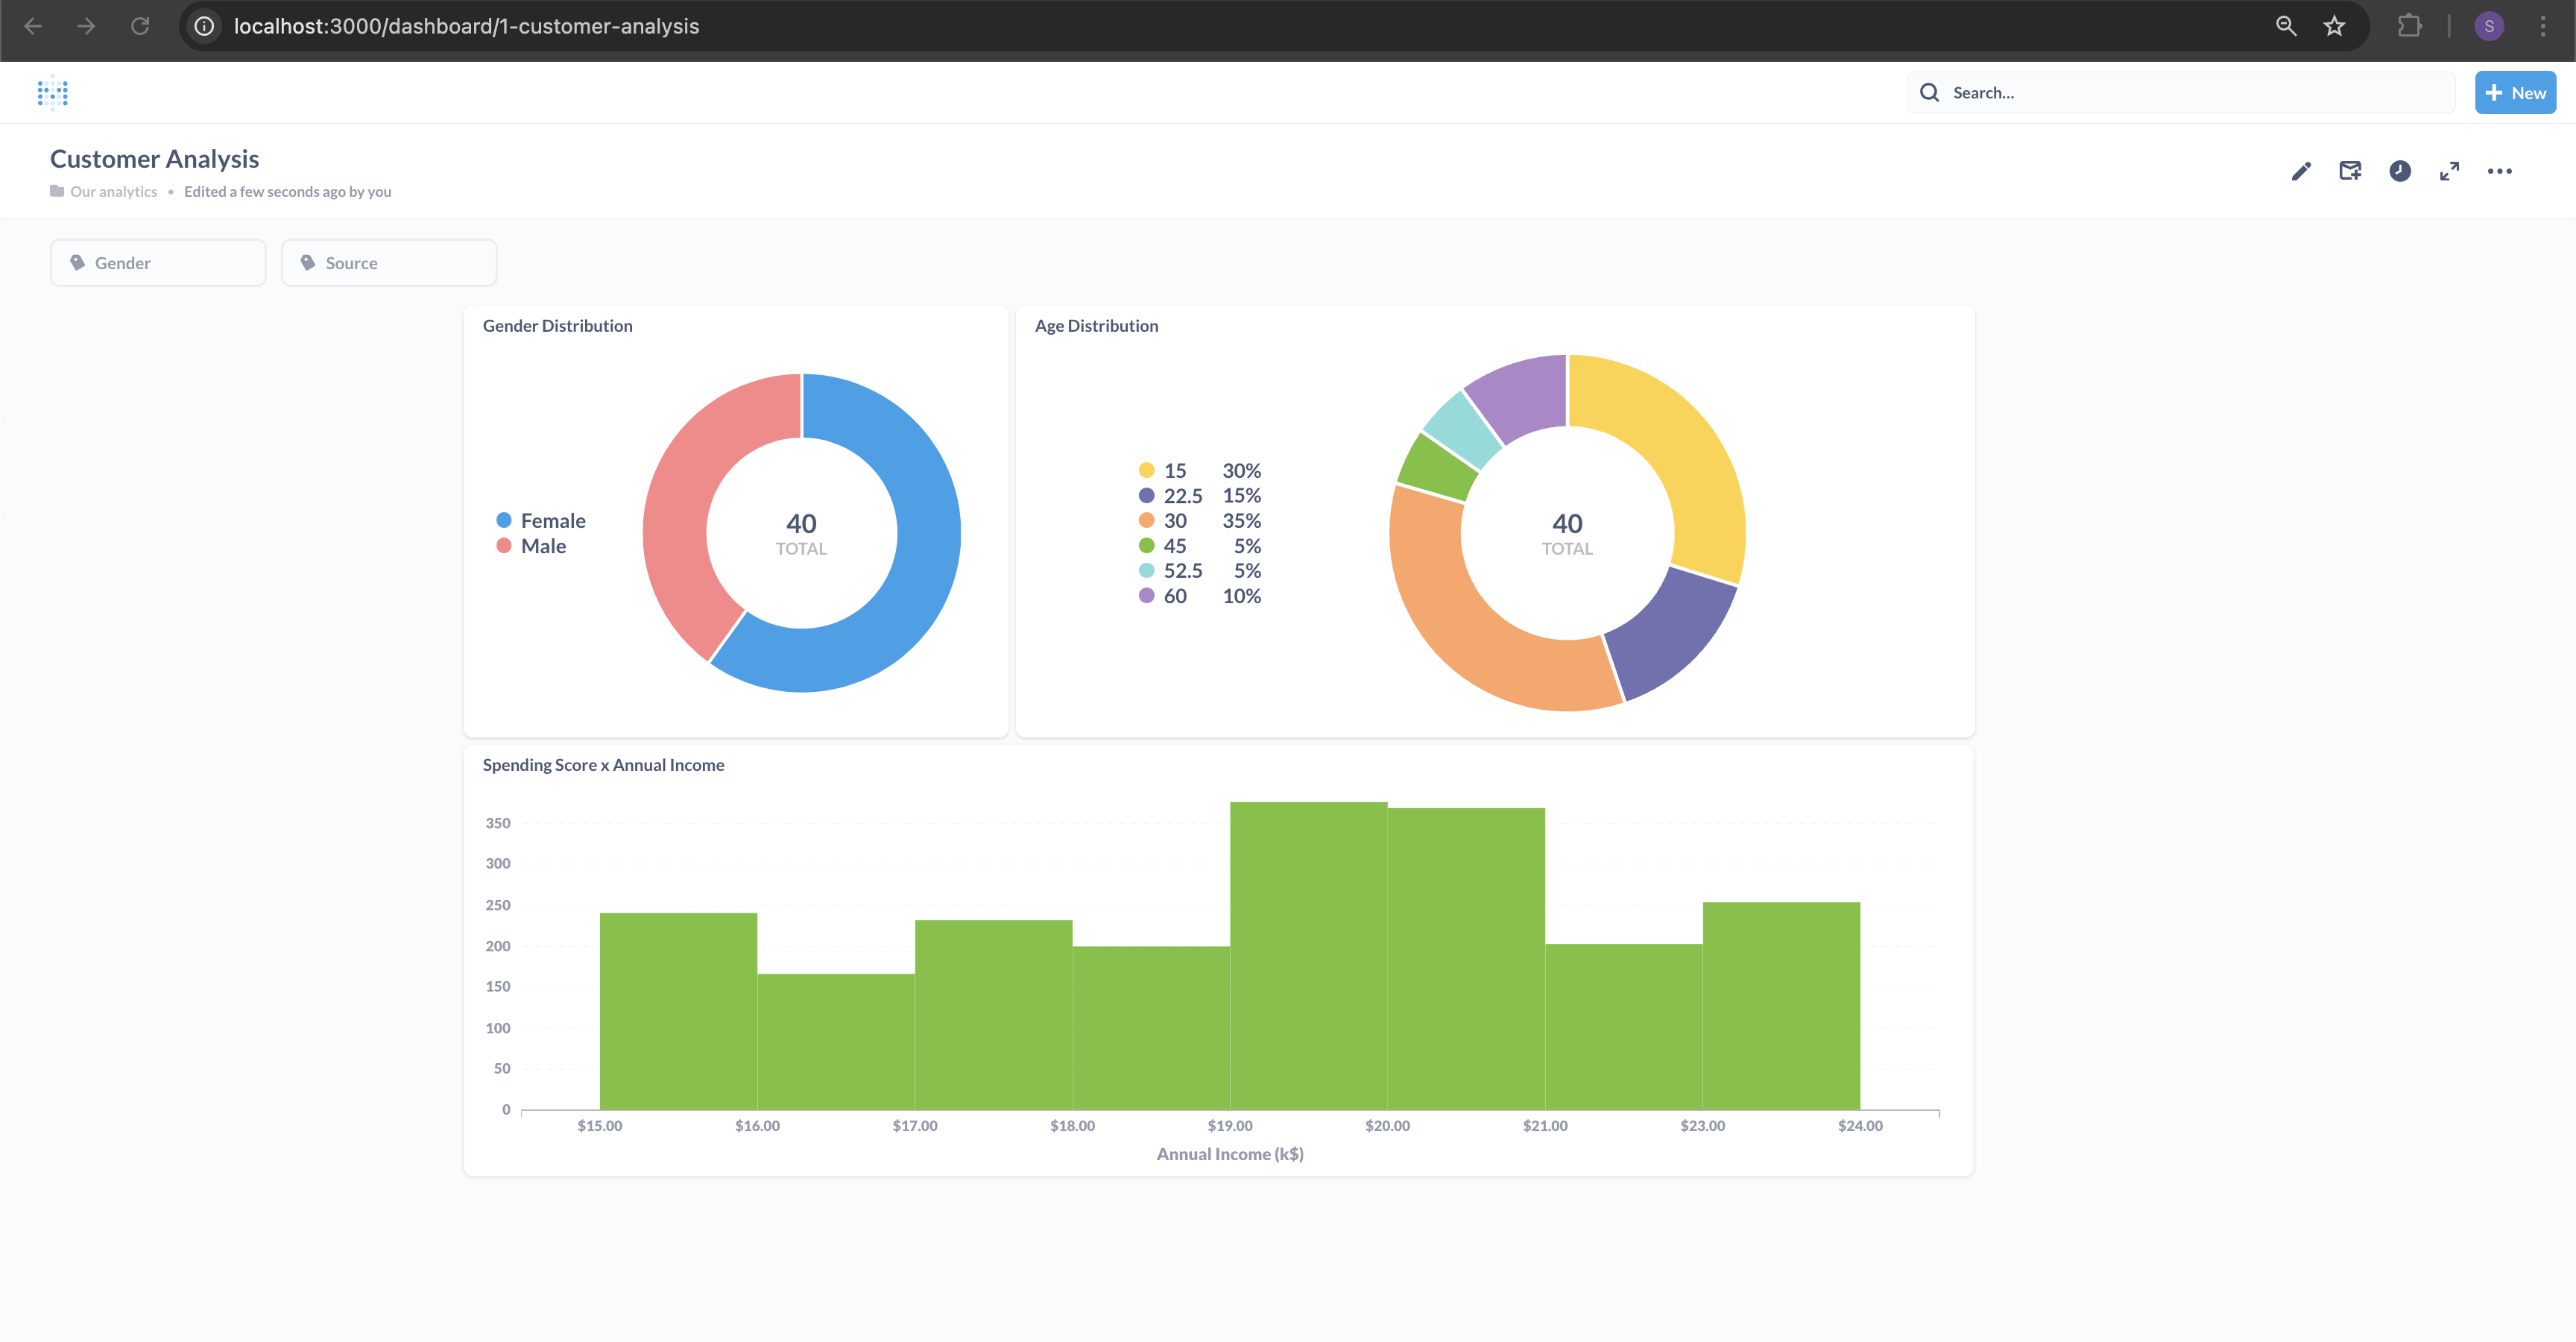 localhost:3000/dashboard/1-customer-analysis
S
Search...
New
Customer Analysis
Our analytics • Edited a few seconds ago by you
Gender
Source
Gender Distribution
Female
Male
40
TOTAL
Age Distribution
15 30%
22.5 15%
30 35%
45 5%
52.5 5%
60 10%
40
TOTAL
Spending Score x Annual Income
350
300
250
200
150
100
50
0
$15.00 $16.00 $17.00 $18.00 $19.00 $20.00 $21.00 $23.00 $24.00
Annual Income (k$)